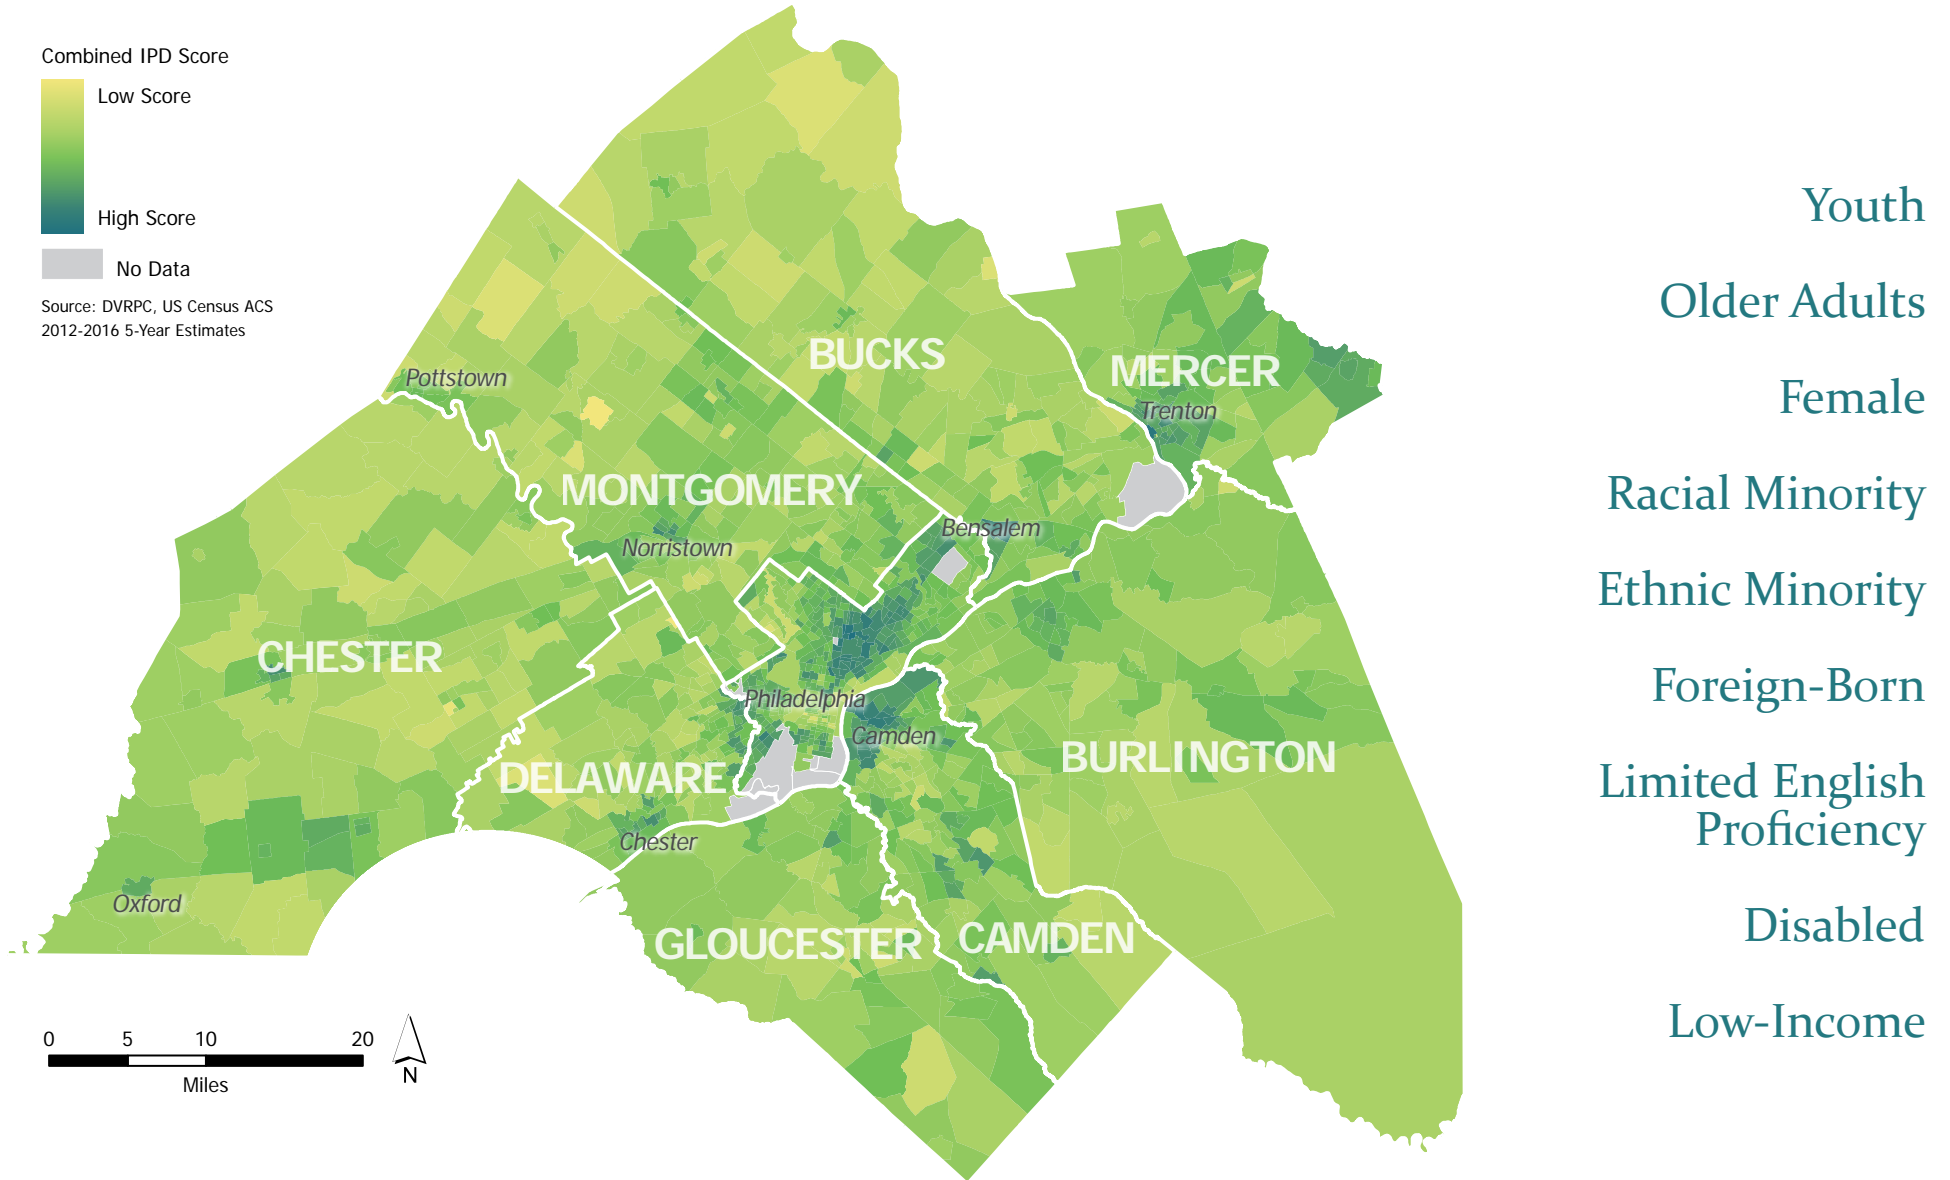 Combined IPD Score
Low Score
High Score
No Data
Source: DVRPC, US Census ACS
2012-2016 5-Year Estimates
BUCKS
MERCER
Pottstown
Trenton
MONTGOMERY
Bensalem
Norristown
CHESTER
Philadelphia
Camden
BURLINGTON
DELAWARE
Chester
Oxford
GLOUCESTER
CAMDEN
0 5 10 20
Miles
N
Youth
Older Adults
Female
Racial Minority
Ethnic Minority
Foreign-Born
Limited English
Proficiency
Disabled
Low-Income